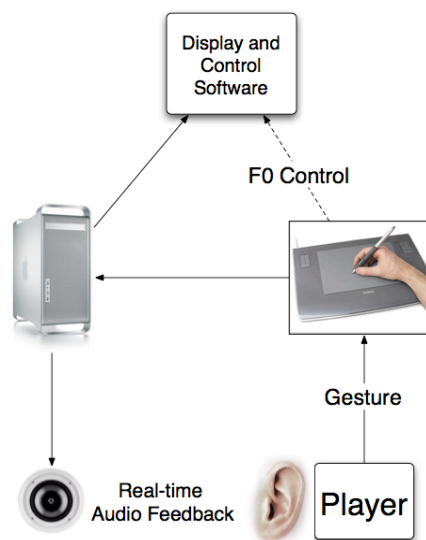 Display and
Control
Software
F0 Control
Gesture
Real-time
Audio Feedback
Player